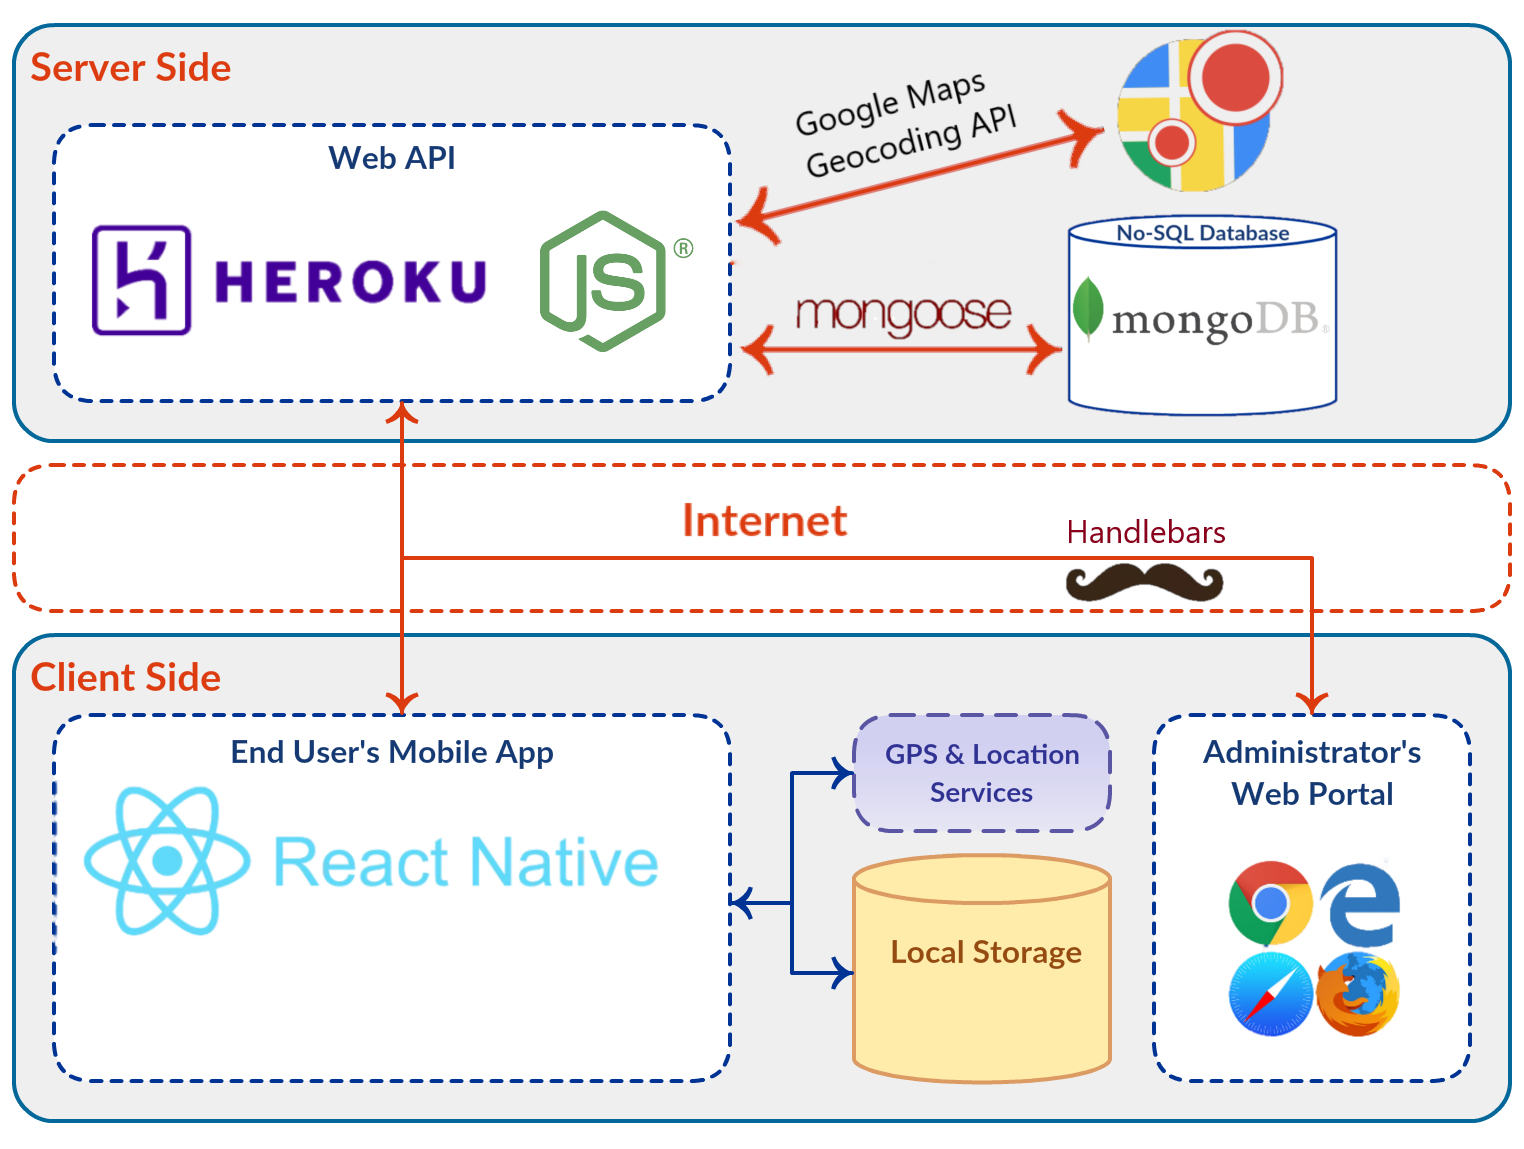 Server Side
Web API
HEROKU
JS
®
Google Maps
Geocoding API
mongoose
No-SQL Database
mongoDB®
Internet
Handlebars
Client Side
End User's Mobile App
React Native
GPS & Location
Services
Local Storage
Administrator's
Web Portal